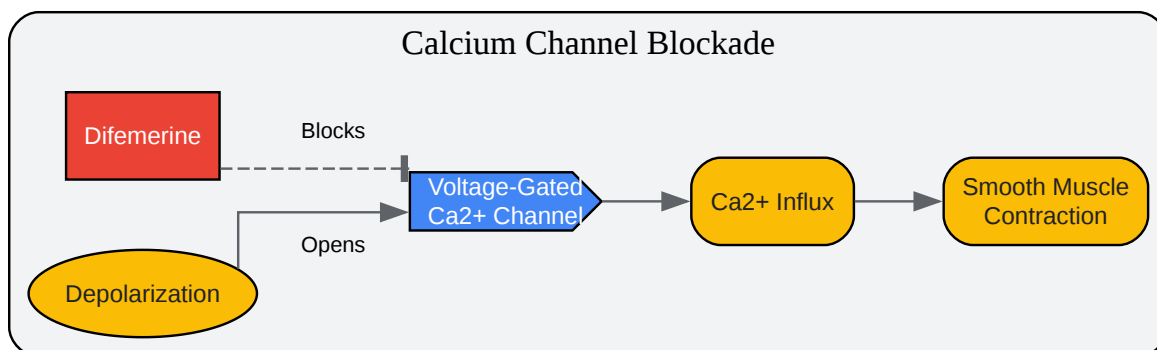 Calcium Channel Blockade
Difemerine
Blocks
Voltage-Gated
Ca2+ Channel
Ca2+ Influx
Smooth Muscle
Contraction
Opens
Depolarization